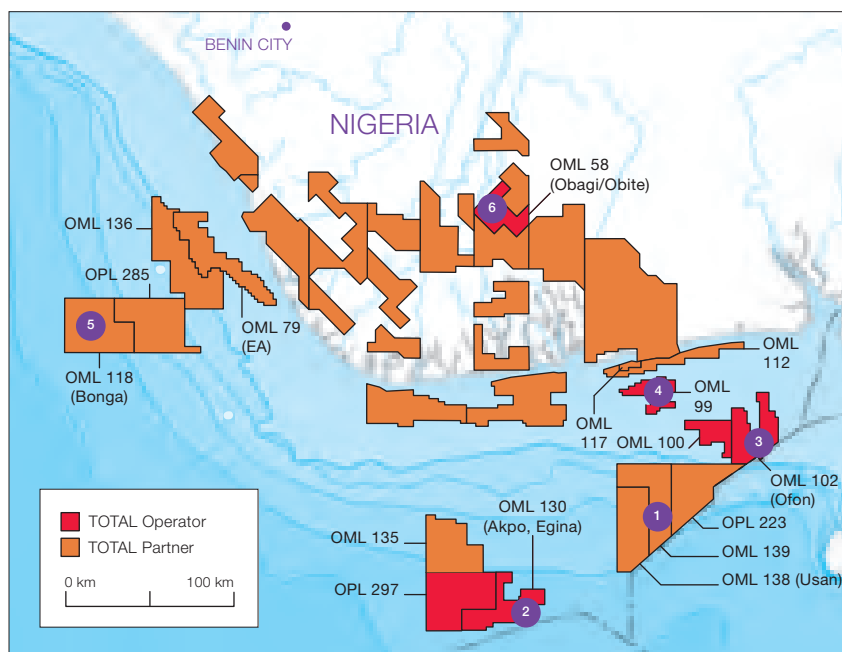 BENIN CITY
NIGERIA
OML 58
(Obagi/Obite)
6
OML 136
OPL 285
5
OML 79
(EA)
OML 118
(Bonga)
OML
112
4
OML
99
OML
117
OML 100
3
OML 102
(Ofon)
1
OPL 223
OML 139
OML 138 (Usan)
OML 130
(Akpo, Egina)
OML 135
OPL 297
2
TOTAL Operator
TOTAL Partner
0 km
100 km